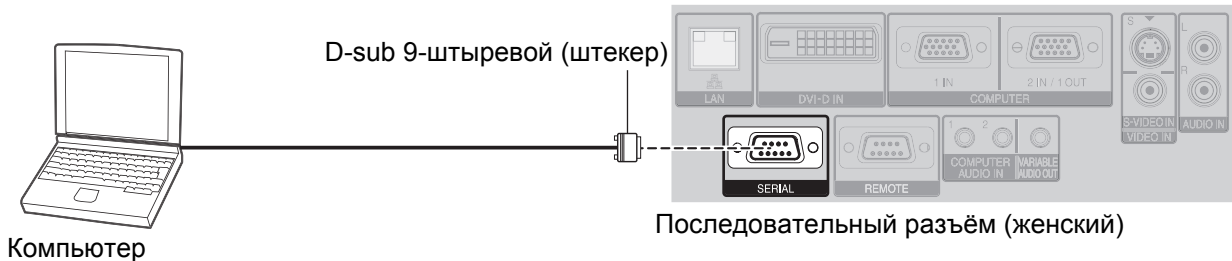 D-sub 9-штыревой (штекер)
LAN
DVI-D IN
1 IN
2 IN / 1 OUT
COMPUTER
S
S-VIDEO IN
VIDEO IN
L
R
AUDIO IN
SERIAL
REMOTE
1
2
COMPUTER
AUDIO IN
VARIABLE
AUDIO OUT
Последовательный разъём (женский)
Компьютер